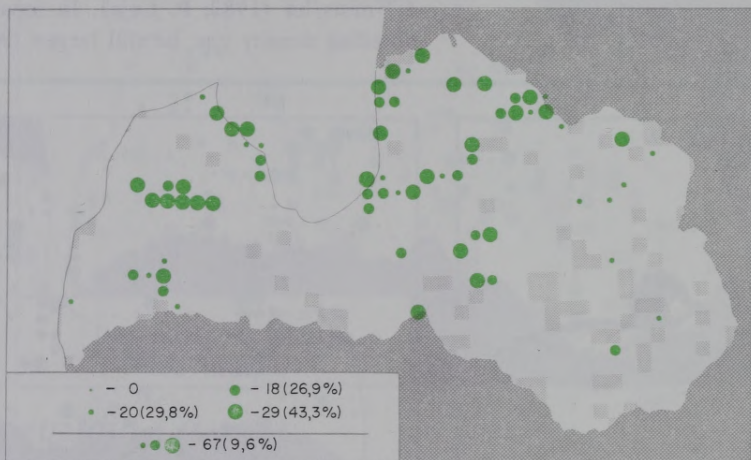 - 0
- 18 (26,9%)
- 20 (29,8%)
- 29 (43,3%)
- 67 (9,6%)